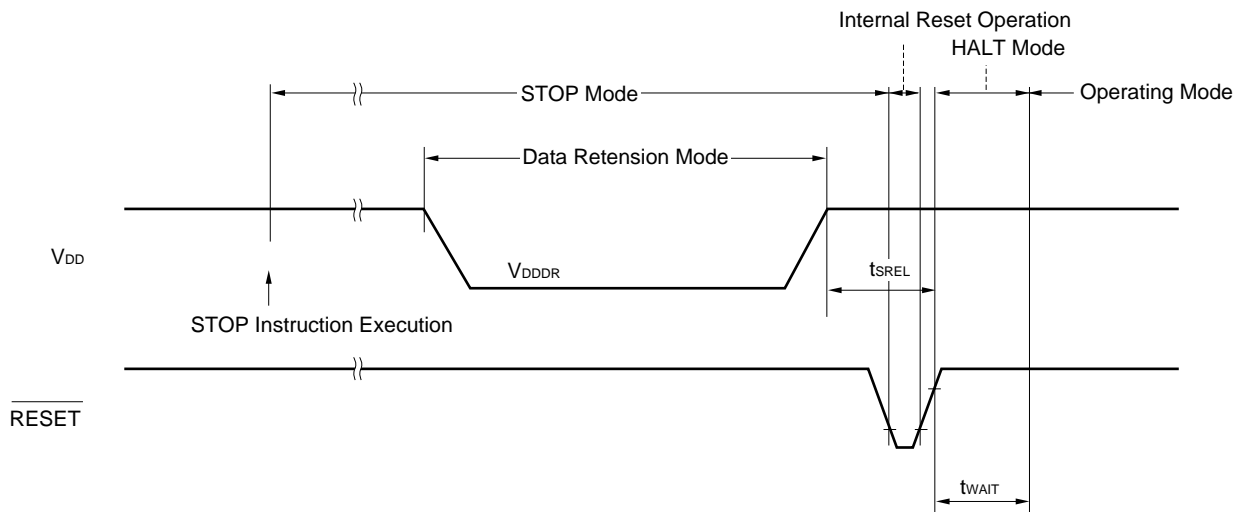 Internal Reset Operation
HALT Mode
STOP Mode
Operating Mode
Data Retension Mode
VDD
VDDDR
tSREL
STOP Instruction Execution
RESET
tWAIT